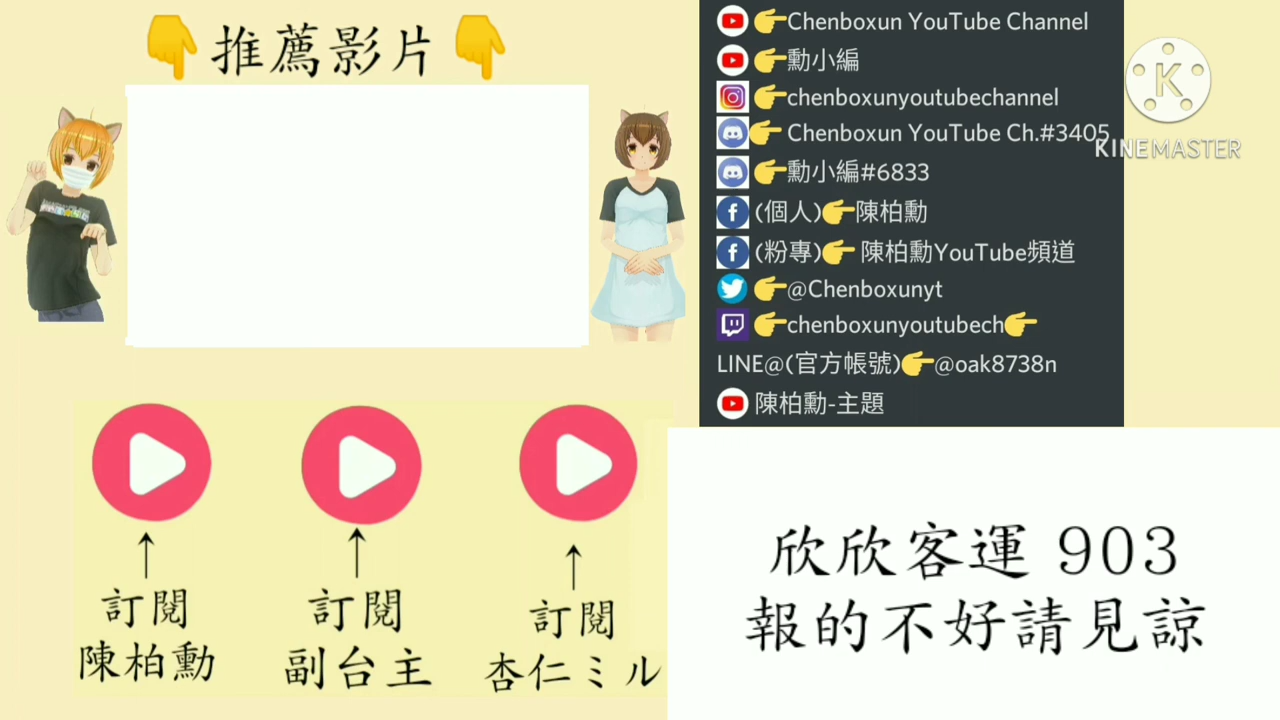 👇推薦影片👇
👉Chenboxun YouTube Channel
👉勳小編
👉chenboxunyoutubechannel
👉 Chenboxun YouTube Ch.#3405
👉勳小編#6833
(個人)👉陳柏勳
(粉專)👉 陳柏勳YouTube頻道
👉@Chenboxunyt
👉chenboxunyoutubech👉
LINE@(官方帳號)👉@oak8738n
陳柏勳-主題
K
KINEMASTER
訂閱
陳柏勳
訂閱
副台主
訂閱
杏仁ミル
欣欣客運 903
報的不好請見諒